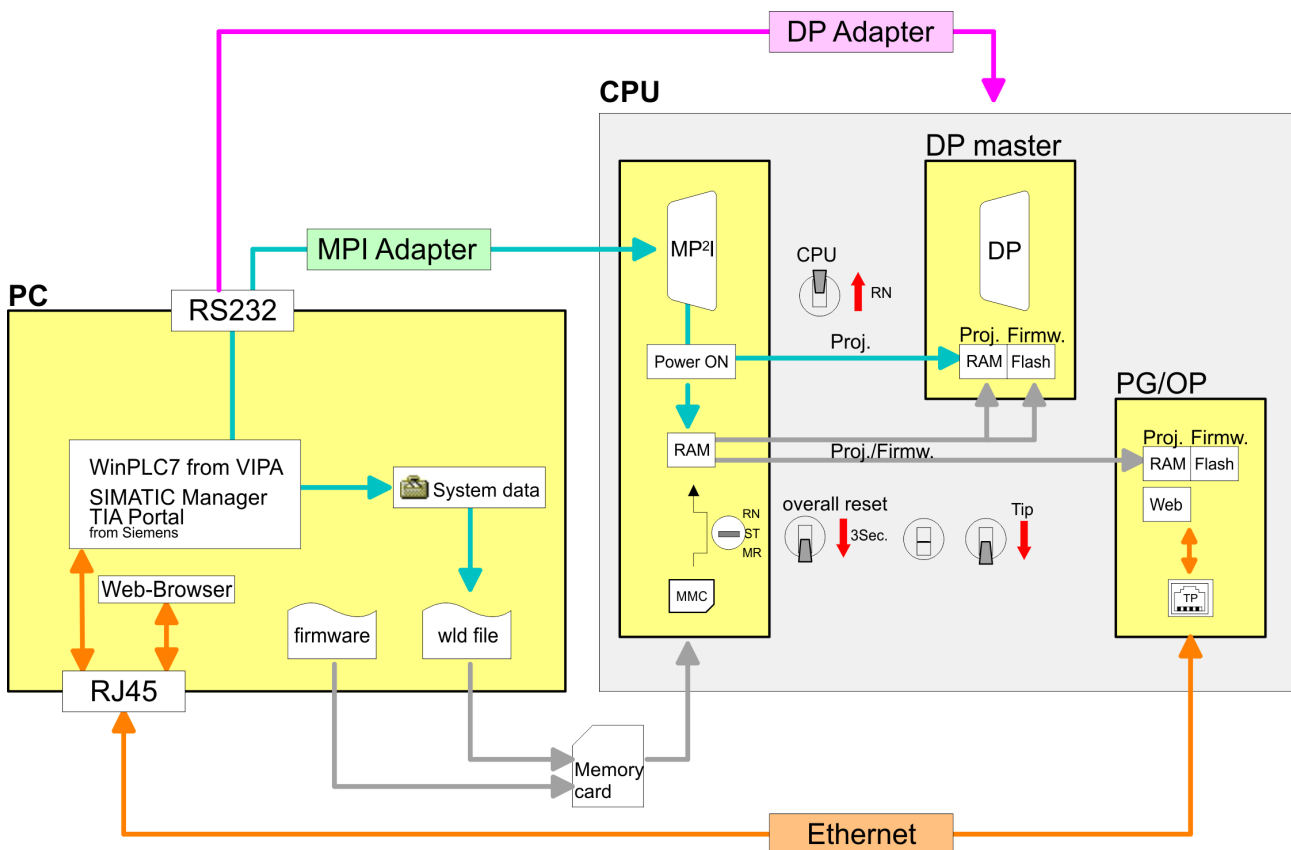 DP Adapter
CPU
DP master
MPI Adapter
MP²I
CPU
RN
DP
PC
RS232
Power ON
Proj.
Proj. Firmw.
RAM Flash
PG/OP
WinPLC7 from VIPA
SIMATIC Manager
TIA Portal
from Siemens
System data
RAM
Proj./Firmw.
Proj. Firmw.
RAM Flash
Web
RN
ST
MR
overall reset
3Sec.
Tip
Web-Browser
MMC
TP
firmware
wld file
RJ45
Memory
card
Ethernet